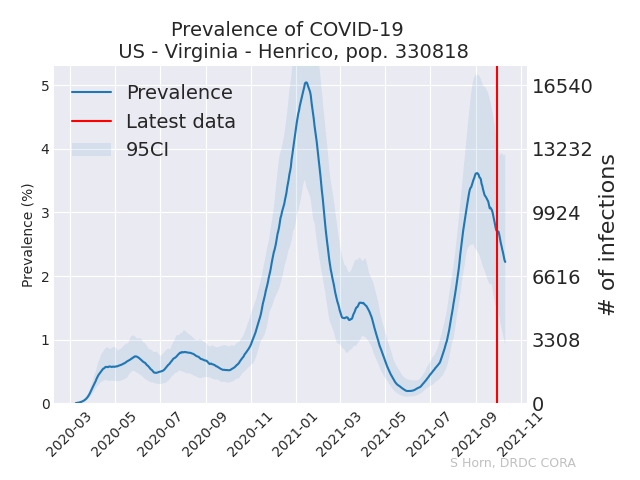 Prevalence of COVID-19
US - Virginia - Henrico, pop. 330818
Prevalence
Latest data
95CI
Prevalence (%)
5
4
3
2
1
0
16540
13232
9924
6616
3308
0
# of infections
2020-03
2020-05
2020-07
2020-09
2020-11
2021-01
2021-03
2021-05
2021-07
2021-09
2021-11
S Horn, DRDC CORA